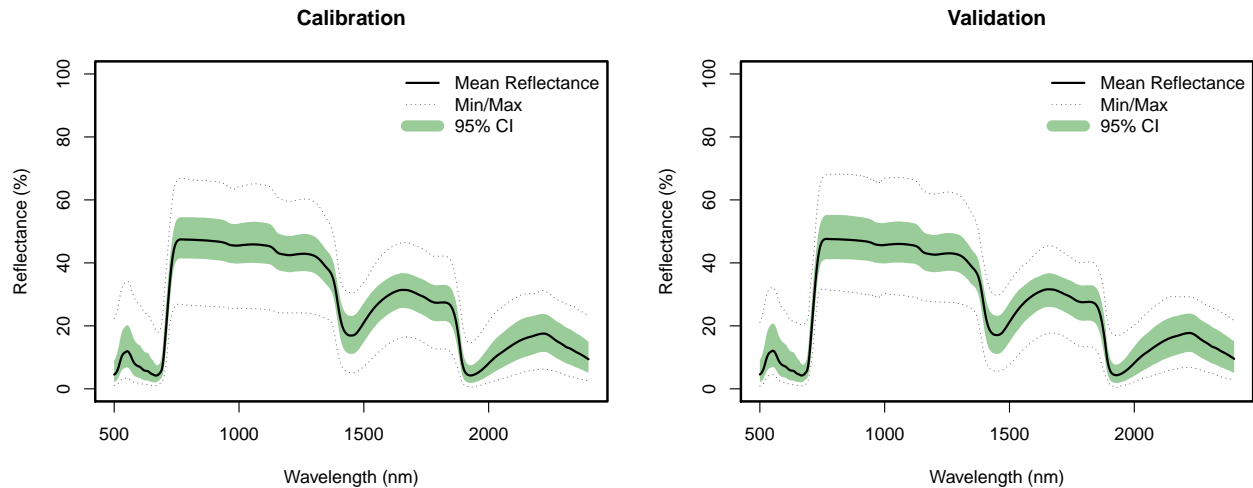 Calibration
100
80
60
40
20
0
Reflectance (%)
Mean Reflectance
Min/Max
95% CI
500
1000
1500
2000
Wavelength (nm)
Validation
100
80
60
40
20
0
Reflectance (%)
Mean Reflectance
Min/Max
95% CI
500
1000
1500
2000
Wavelength (nm)